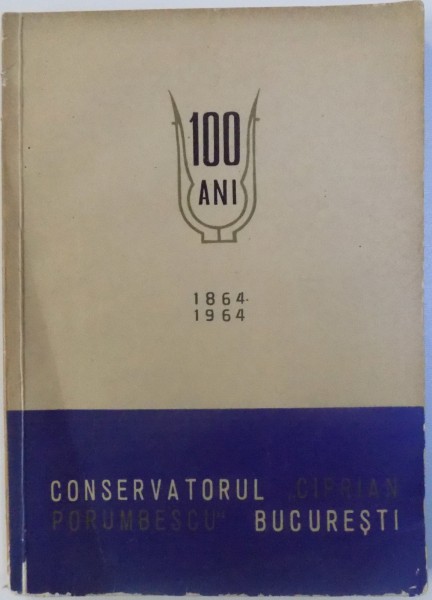 100
ANI
1864-
1964
CONSERVATORUL „CIPRIAN
PORUMBESCU" BUCUREȘTI